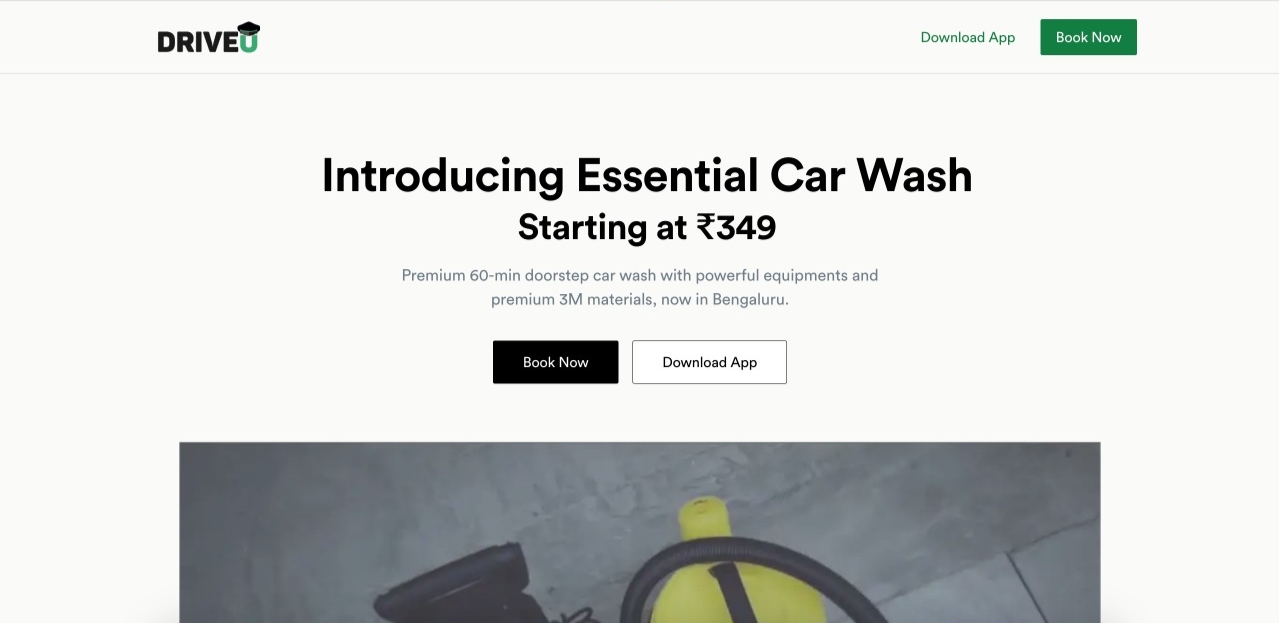 DRIVEU
Download App
Book Now
Introducing Essential Car Wash
Starting at ₹349
Premium 60-min doorstep car wash with powerful equipments and
premium 3M materials, now in Bengaluru.
Book Now
Download App